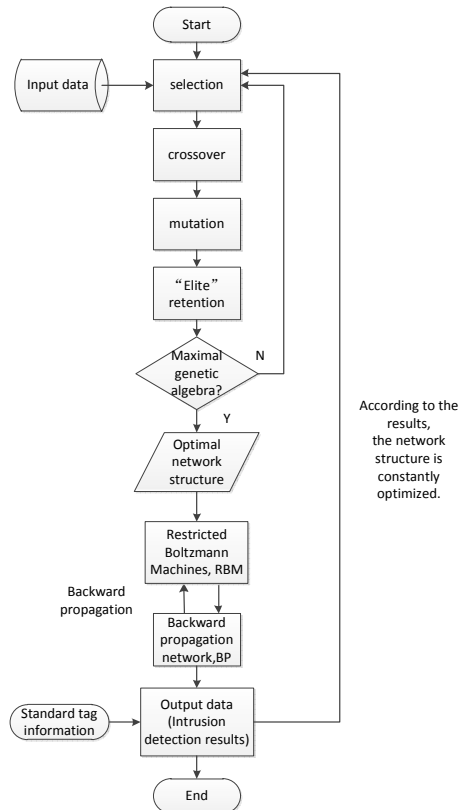 Start
Input data
selection
crossover
mutation
“Elite”
retention
Maximal
genetic
algebra?
N
Y
According to the
results,
the network
structure is
constantly
optimized.
Optimal
network
structure
Restricted
Boltzmann
Machines, RBM
Backward
propagation
Backward
propagation
network,BP
Standard tag
information
Output data
(Intrusion
detection results)
End